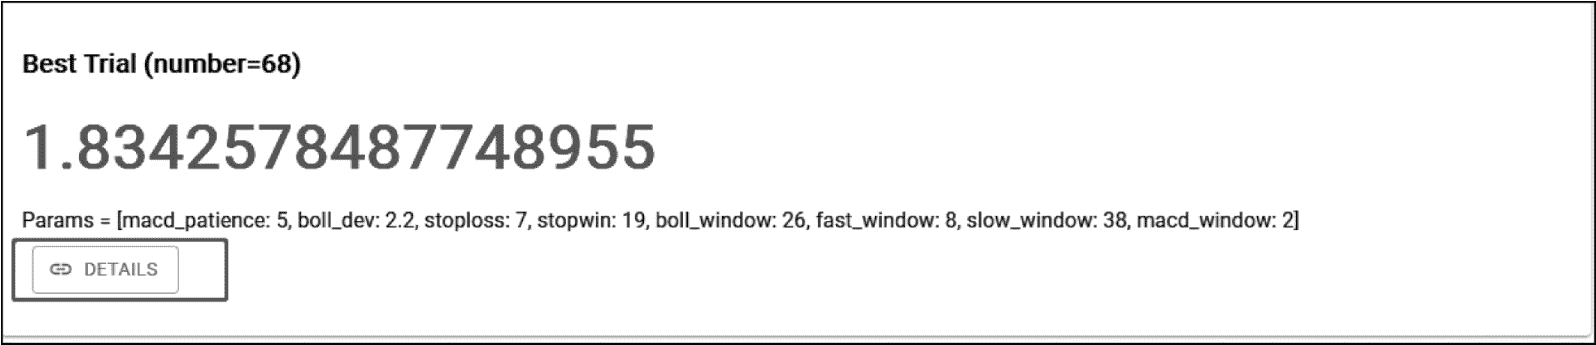 Best Trial (number=68)
1.8342578487748955
Params = [macd_patience: 5, boll_dev: 2.2, stoploss: 7, stopwin: 19, boll_window: 26, fast_window: 8, slow_window: 38, macd_window: 2]
DETAILS